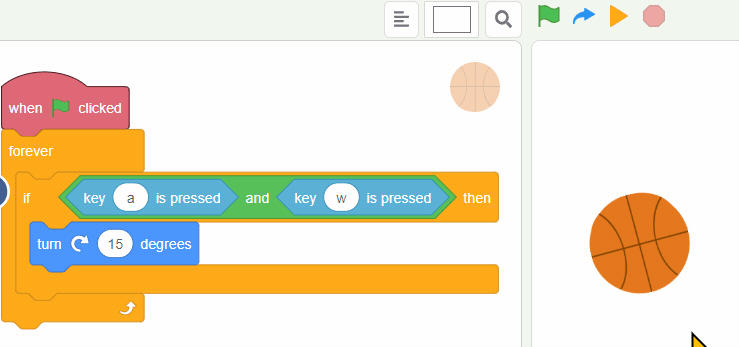 when clicked
forever
if key a is pressed and key w is pressed then
turn 15 degrees